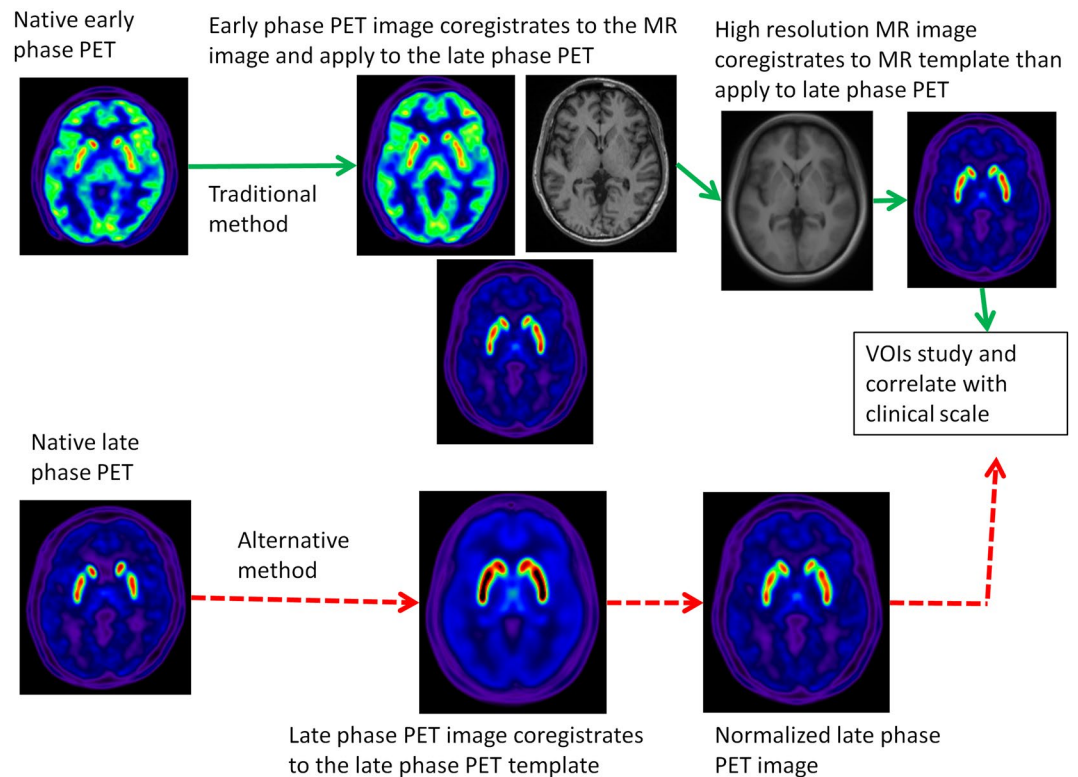 Native early
phase PET
Early phase PET image coregistrates to the MR
image and apply to the late phase PET
High resolution MR image
coregistrates to MR template than
apply to late phase PET
Traditional
method
VOIs study and
correlate with
clinical scale
Native late
phase PET
Alternative
method
Late phase PET image coregistrates
to the late phase PET template
Normalized late phase
PET image